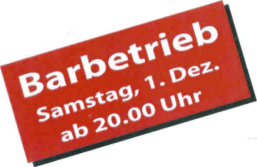 Barbetrieb
Samstag, 1. Dez.
ab 20.00 Uhr